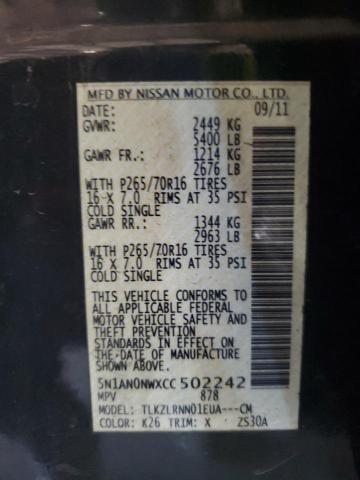 MFD BY NISSAN MOTOR CO., LTD.
DATE: 09/11
GVWR: 2449 KG
5400 LB
GAWR FR.: 1214 KG
2676 LB
WITH P265/70R16 TIRES
16 X 7.0 RIMS AT 35 PSI
COLD SINGLE
GAWR RR.: 1344 KG
2963 LB
WITH P265/70R16 TIRES
16 X 7.0 RIMS AT 35 PSI
COLD SINGLE
THIS VEHICLE CONFORMS TO
ALL APPLICABLE FEDERAL
MOTOR VEHICLE SAFETY
AND THEFT PREVENTION
STANDARDS IN EFFECT ON
THE-DATE OF MANUFACTURE
SHOWN ABOVE.
5N1AN0NWXCC 502242
MPV 878
MODEL: TLKZLRNN01EUA---CM
COLOR: K26 TRIM: X ZS30A